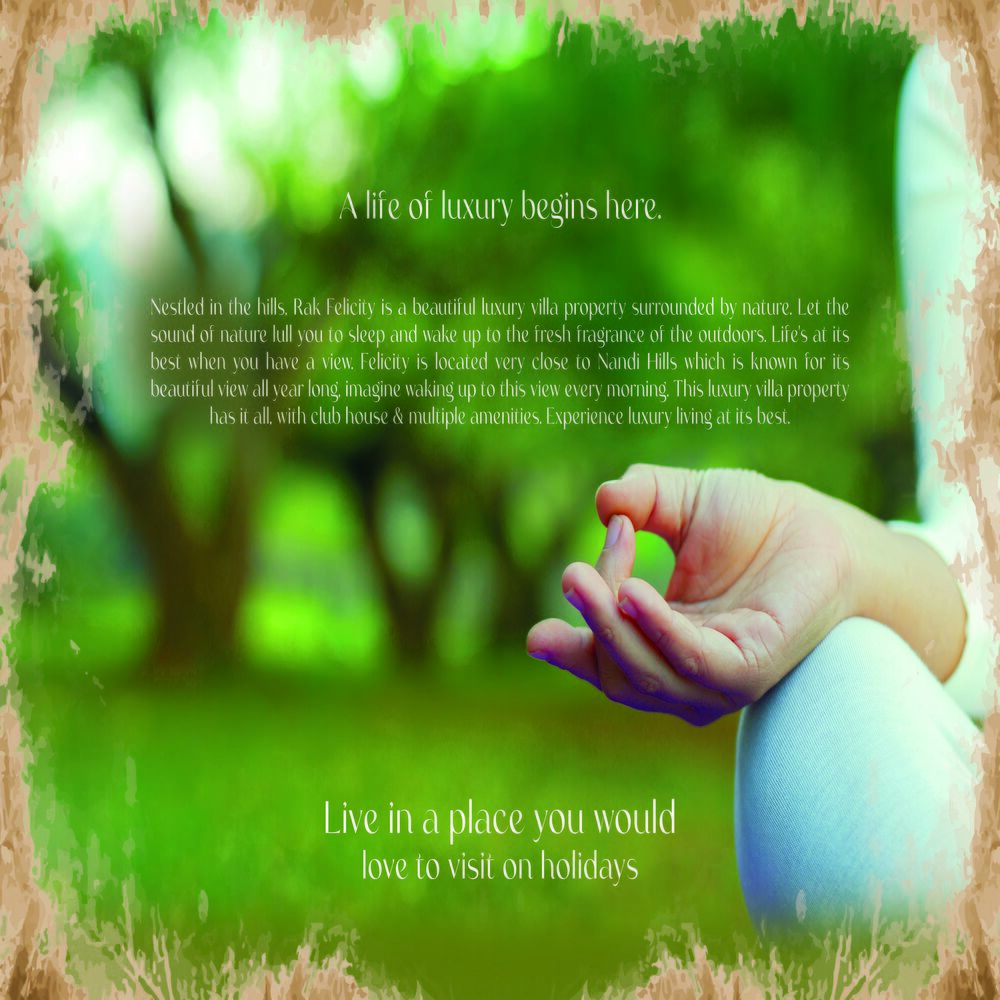 A life of luxury begins here.
Nestled in the hills, Rak Felicity is a beautiful luxury villa property surrounded by nature. Let the
sound of nature lull you to sleep and wake up to the fresh fragrance of the outdoors. Life's at its
best when you have a view. Felicity is located very close to Nandi Hills which is known for its
beautiful view all year long, imagine waking up to this view every morning. This luxury villa property
has it all, with club house & multiple amenities. Experience luxury living at its best.
Live in a place you would
love to visit on holidays